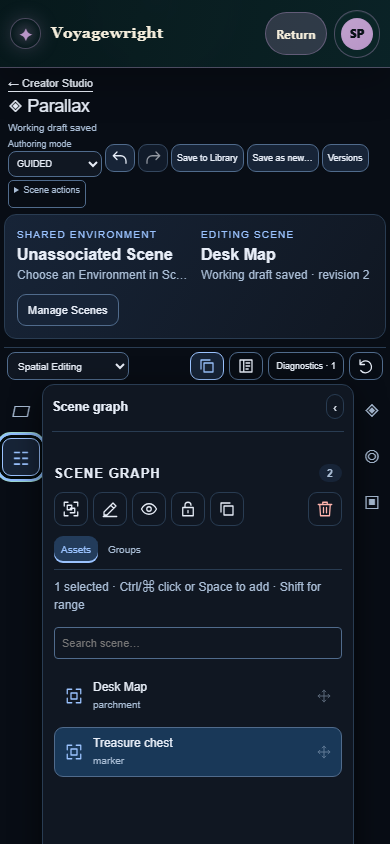 Voyagewright
Return
SP
← Creator Studio
Parallax
Working draft saved
Authoring mode
GUIDED
Save to Library
Save as new...
Versions
Scene actions
SHARED ENVIRONMENT
Unassociated Scene
Choose an Environment in Sc...
EDITING SCENE
Desk Map
Working draft saved · revision 2
Manage Scenes
Spatial Editing
Diagnostics · 1
Scene graph
SCENE GRAPH
2
Assets
Groups
1 selected · Ctrl/⌘ click or Space to add · Shift for
range
Search scene...
Desk Map
parchment
Treasure chest
marker